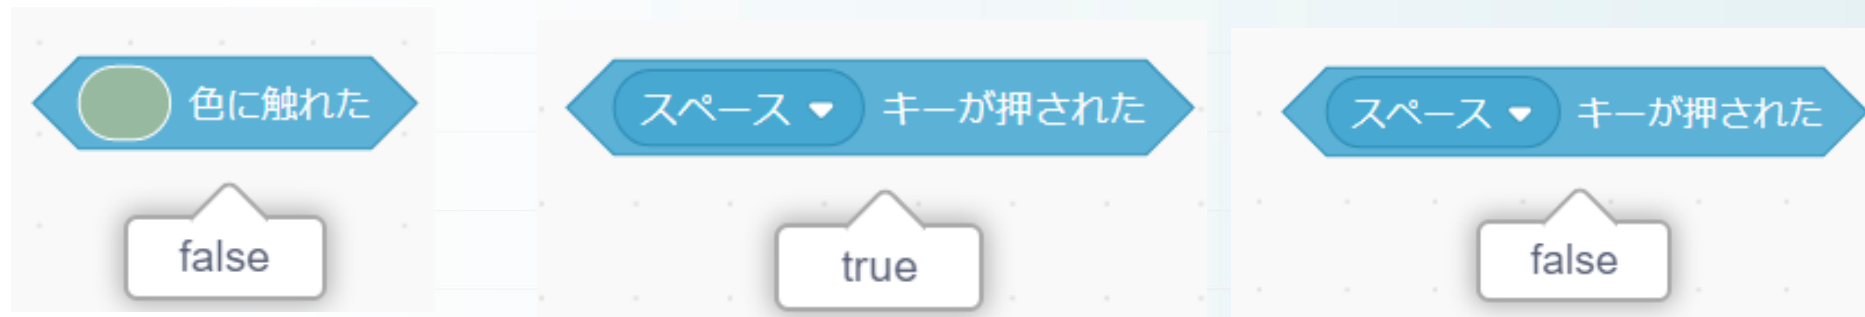 色に触れた
false
スペース キーが押された
true
スペース キーが押された
false